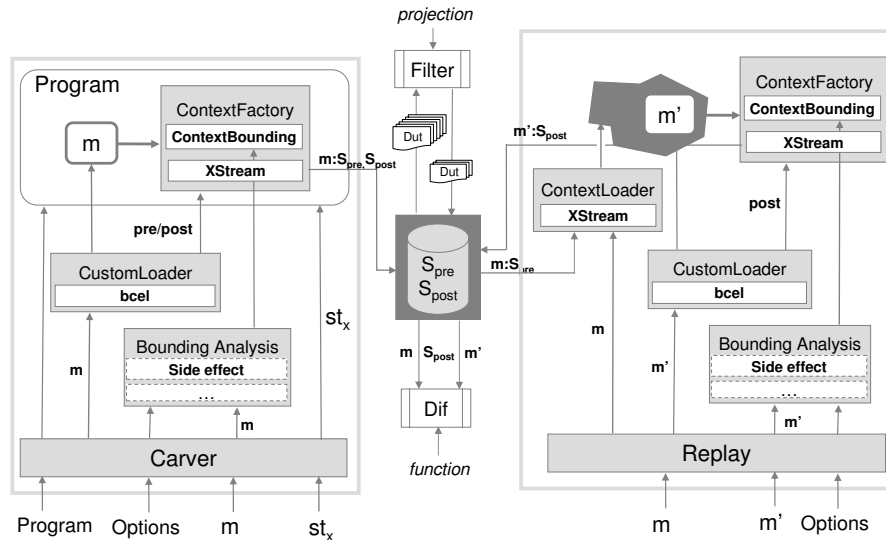 projection
Filter
Dut
Dut
Program
m
ContextFactory
ContextBounding
XStream
m:Spre,Spost
pre/post
CustomLoader
bcel
stx
m
Bounding Analysis
Side effect
...
m
Carver
Program
Options
m
stx
Spre
Spost
m Spost m’
Dif
function
m’:Spost
m:Spre
m’
ContextFactory
ContextBounding
XStream
ContextLoader
XStream
post
CustomLoader
bcel
m
m’
Bounding Analysis
Side effect
...
m’
Replay
m
m’
Options